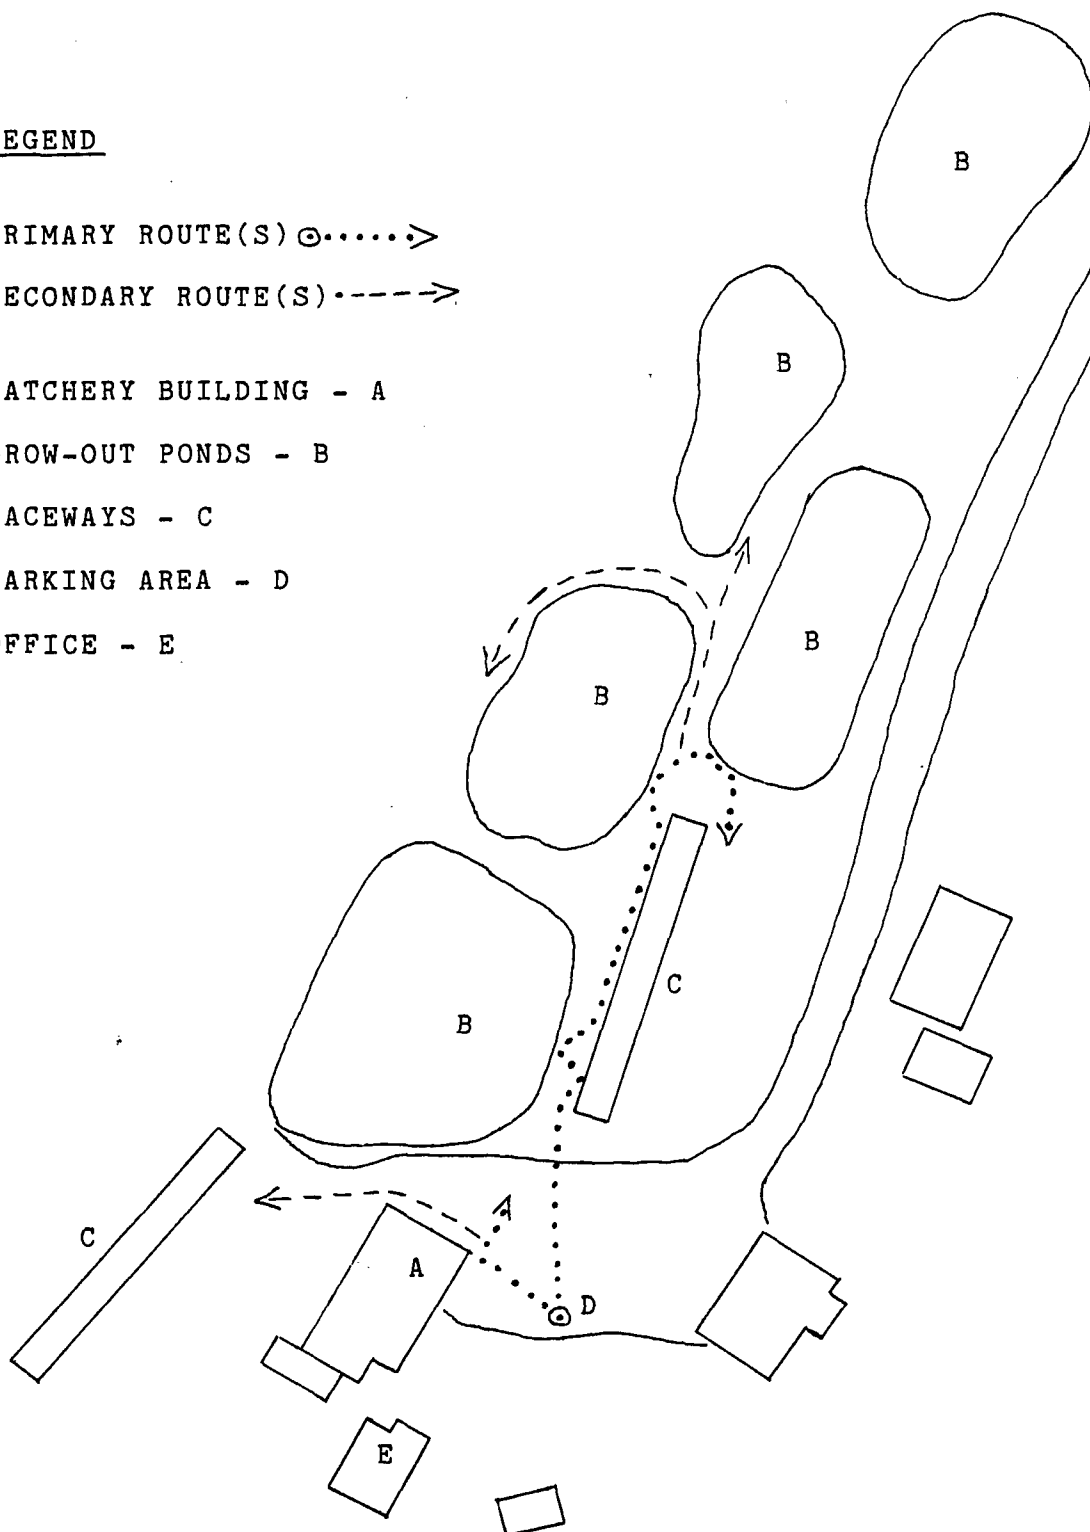 EGEND
RIMARY ROUTE(S)
ECONDARY ROUTE(S)
ATCHERY BUILDING - A
ROW-OUT PONDS - B
ACEWAYS - C
ARKING AREA - D
FFICE - E
B
B
B
B
C
B
C
A
D
E